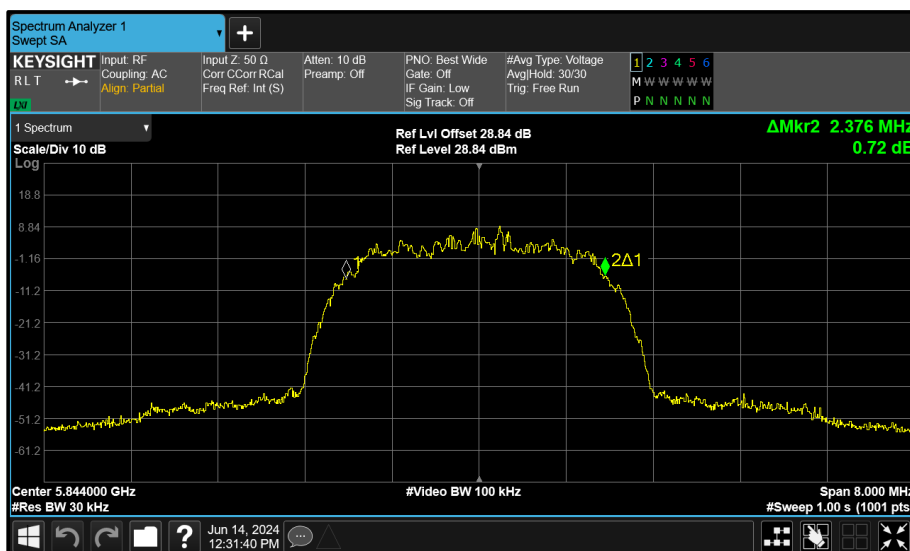 Spectrum Analyzer 1
Swept SA
+
KEYSIGHT
R L T
LXI
Input: RF
Coupling: AC
Align: Partial
Input Z: 50 Ω
Corr CCorr RCal
Freq Ref: Int (S)
Atten: 10 dB
Preamp: Off
PNO: Best Wide
Gate: Off
IF Gain: Low
Sig Track: Off
#Avg Type: Voltage
Avg|Hold: 30/30
Trig: Free Run
1 2 3 4 5 6
M W W W W W
P N N N N N
1 Spectrum
Scale/Div 10 dB
Log
Ref Lvl Offset 28.84 dB
Ref Level 28.84 dBm
ΔMkr2 2.376 MHz
0.72 dB
18.8
8.84
-1.16
-11.2
-21.2
-31.2
-41.2
-51.2
-61.2
1
2Δ1
Center 5.844000 GHz
#Res BW 30 kHz
#Video BW 100 kHz
Span 8.000 MHz
#Sweep 1.00 s (1001 pts
?
Jun 14, 2024
12:31:40 PM